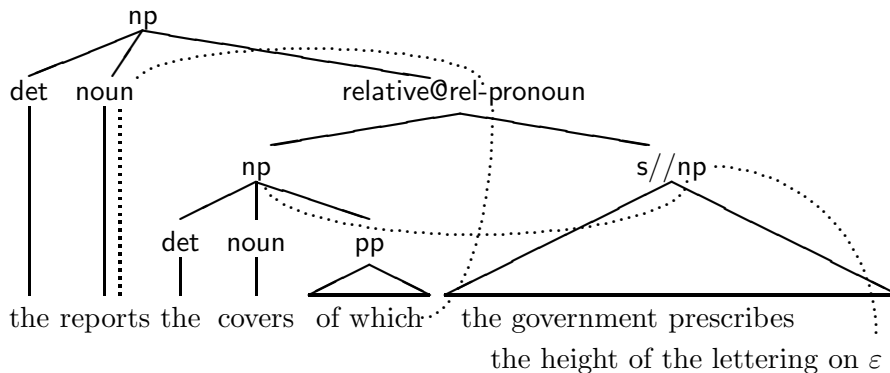 np
det noun relative@rel-pronoun
np s//np
det noun pp
the reports the covers of which the government prescribes
the height of the lettering on ε